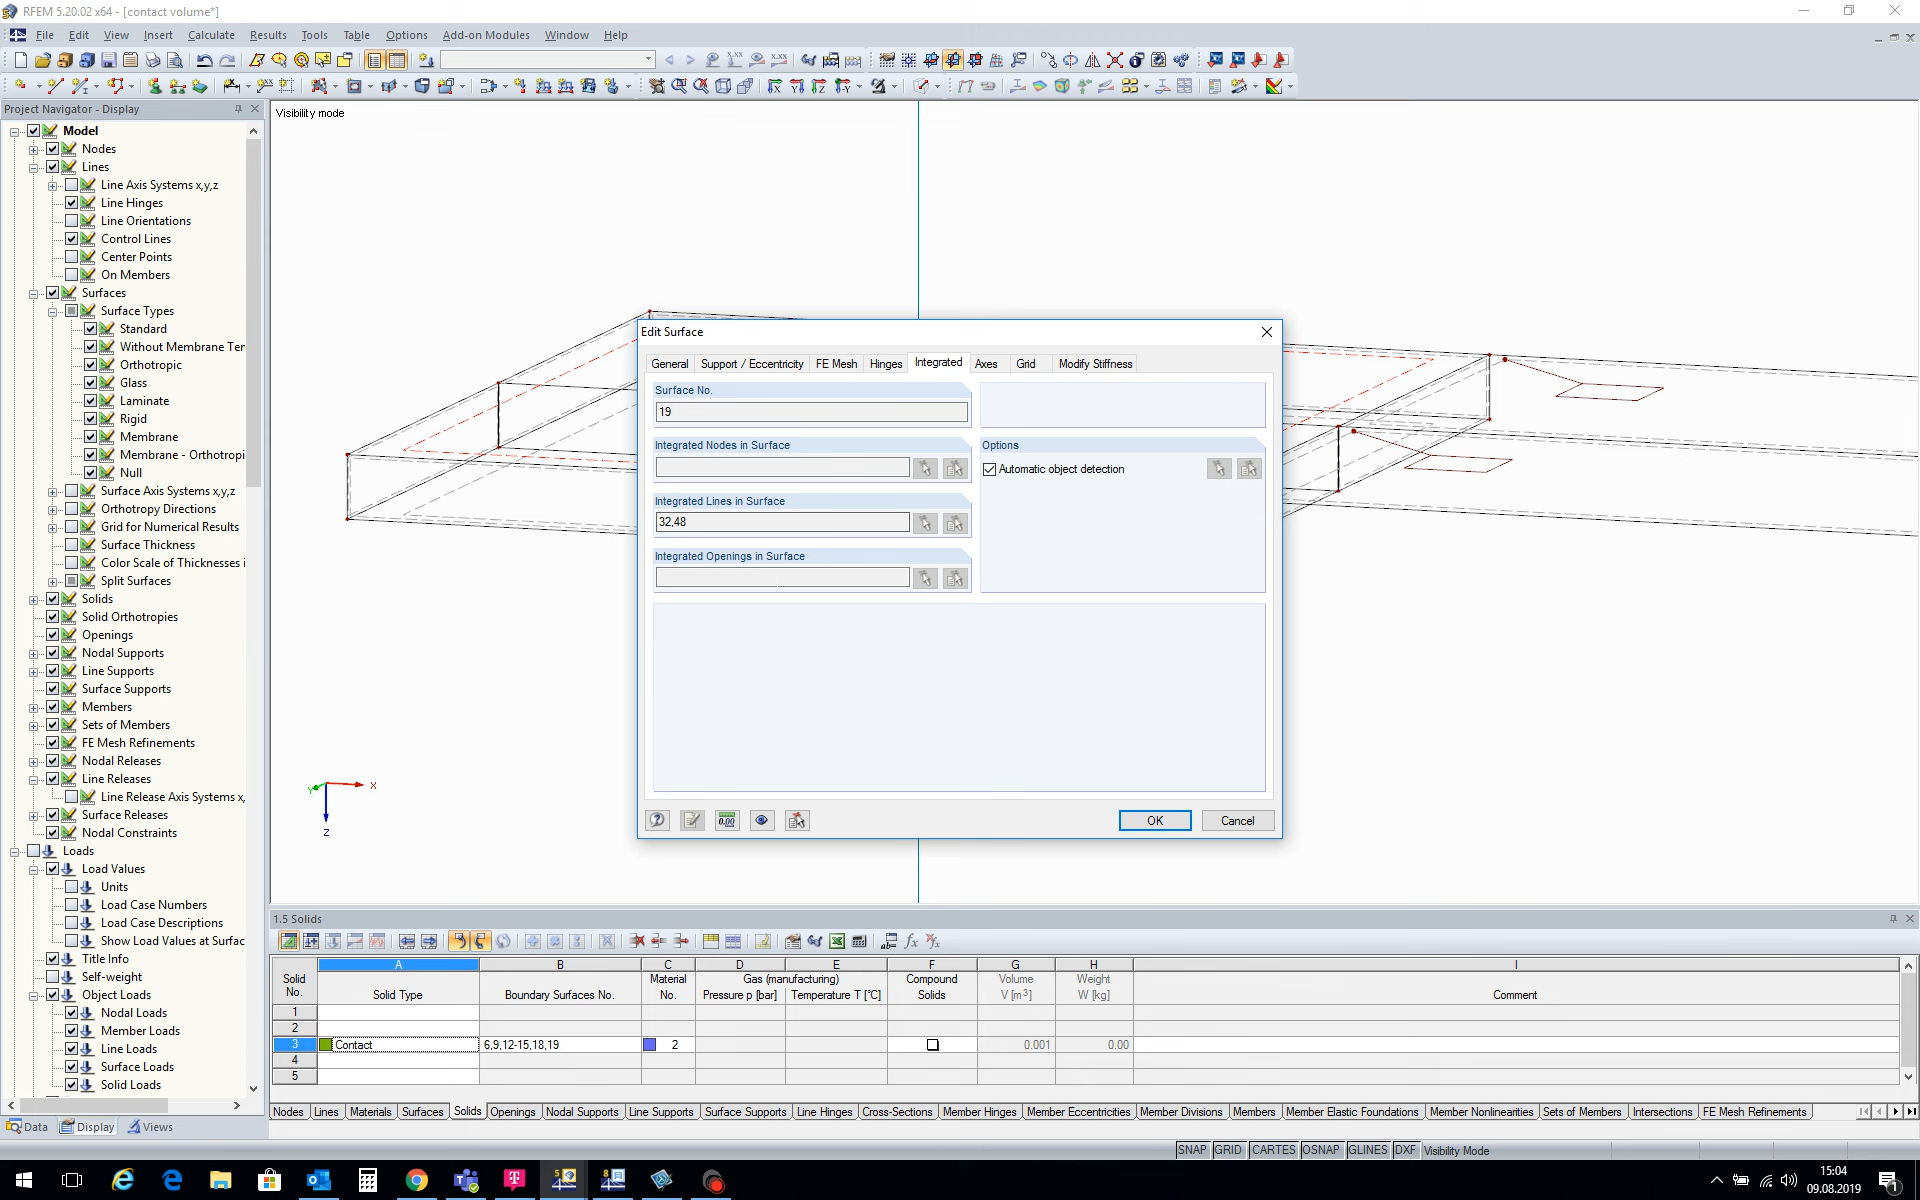 RFEM 5.20.02 x64 - [contact volume*]
File Edit View Insert Calculate Results Tools Table Options Add-on Modules Window Help
Project Navigator - Display
Visibility mode
Model
Nodes
Lines
Line Axis Systems x,y,z
Line Hinges
Line Orientations
Control Lines
Center Points
On Members
Surfaces
Surface Types
Standard
Without Membrane Ter
Orthotropic
Glass
Laminate
Rigid
Membrane
Membrane - Orthotropi
Null
Surface Axis Systems x,y,z
Orthotropy Directions
Grid for Numerical Results
Surface Thickness
Color Scale of Thicknesses i
Split Surfaces
Solids
Solid Orthotropies
Openings
Nodal Supports
Line Supports
Surface Supports
Members
Sets of Members
FE Mesh Refinements
Nodal Releases
Line Releases
Line Release Axis Systems x,
Surface Releases
Nodal Constraints
Loads
Load Values
Units
Load Case Numbers
Load Case Descriptions
Show Load Values at Surfac
Title Info
Self-weight
Object Loads
Nodal Loads
Member Loads
Line Loads
Surface Loads
Solid Loads
Data Display Views
X
Y
Z
Edit Surface
General Support / Eccentricity FE Mesh Hinges Integrated Axes Grid Modify Stiffness
Surface No.
19
Integrated Nodes in Surface
Integrated Lines in Surface
32,48
Integrated Openings in Surface
Options
Automatic object detection
OK Cancel
1.5 Solids
A B C D E F G H I
Solid No. Solid Type Boundary Surfaces No. Material No. Gas (manufacturing) Pressure p [bar] Temperature T [°C] Compound Solids Volume V [m³] Weight W [kg] Comment
1
2
3 Contact 6,9,12-15,18,19 2 0.001 0.00
4
5
Nodes Lines Materials Surfaces Solids Openings Nodal Supports Line Supports Surface Supports Line Hinges Cross-Sections Member Hinges Member Eccentricities Member Divisions Members Member Elastic Foundations Member Nonlinearities Sets of Members Intersections FE Mesh Refinements
SNAP GRID CARTES OSNAP GLINES DXF Visibility Mode
15:04
09.08.2019